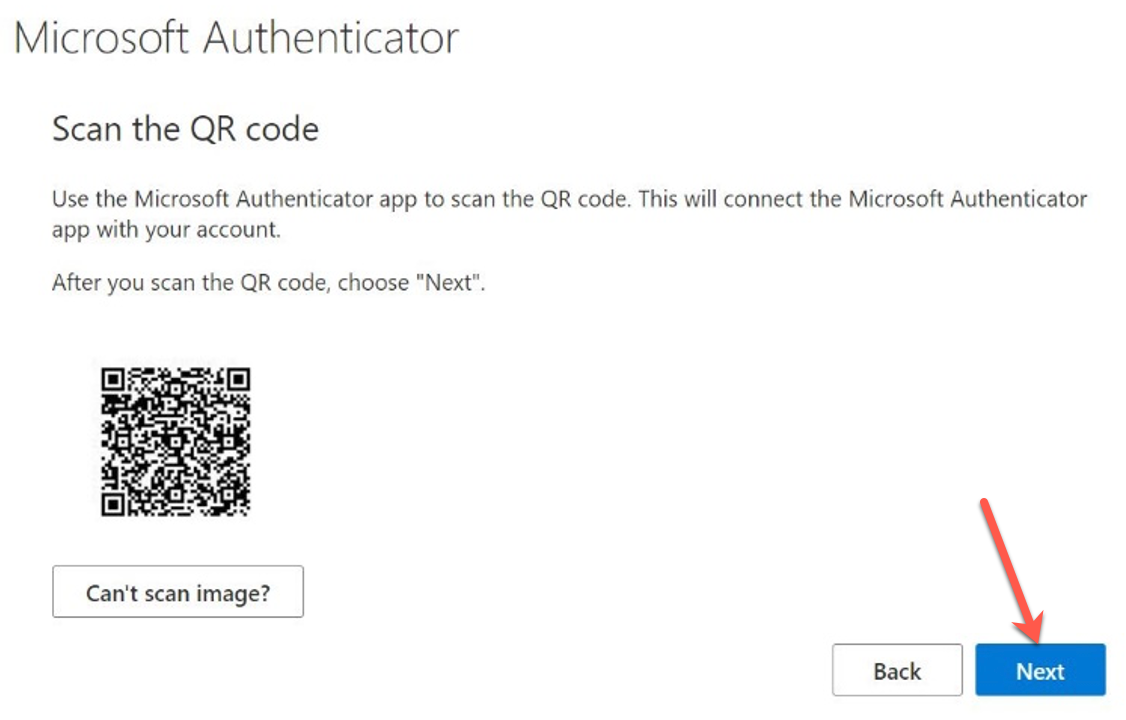 Microsoft Authenticator
Scan the QR code
Use the Microsoft Authenticator app to scan the QR code. This will connect the Microsoft Authenticator
app with your account.
After you scan the QR code, choose "Next".
Can't scan image?
Back
Next